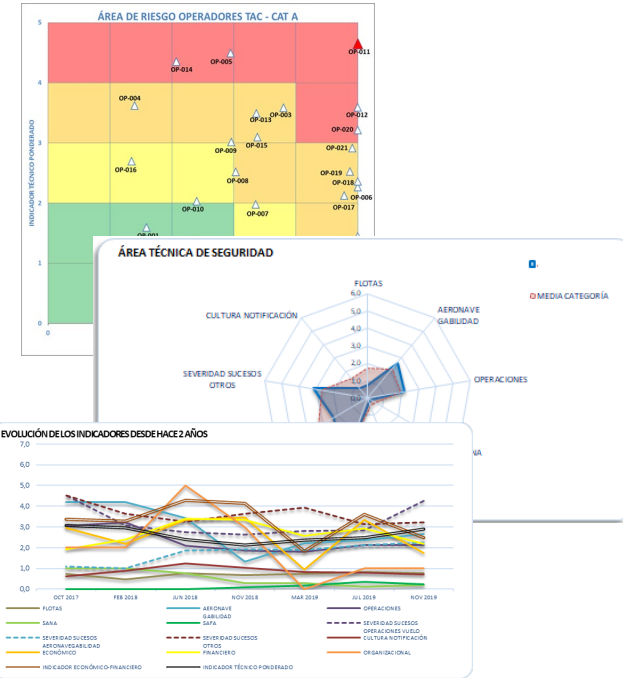 ÁREA DE RIESGO OPERADORES TAC - CAT A
5
OP-011
OP-005
OP-014
4
OP-004
OP-003
OP-012
OP-013
OP-020
3
OP-009
OP-015
OP-021
OP-016
OP-008
OP-019
OP-018
OP-006
2
OP-010
OP-007
OP-017
OP-001
1
0
0
INDICADOR TÉCNICO PONDERADO
ÁREA TÉCNICA DE SEGURIDAD
FLOTAS
MEDIA CATEGORÍA
6,0
5,0
4,0
3,0
2,0
1,0
0,0
AERONAVE
GABILIDAD
CULTURA NOTIFICACIÓN
SEVERIDAD SUCESOS
OTROS
OPERACIONES
NA
EVOLUCIÓN DE LOS INDICADORES DESDE HACE 2 AÑOS
7,0
6,0
5,0
4,0
3,0
2,0
1,0
0,0
OCT 2017 FEB 2018 JUN 2018 NOV 2018 MAR 2019 JUL 2019 NOV 2019
FLOTAS AERONAVE GABILIDAD OPERACIONES
SANA SAFA SEVERIDAD SUCESOS OPERACIONES VUELO
SEVERIDAD SUCESOS AERONAVEGABILIDAD SEVERIDAD SUCESOS OTROS CULTURA NOTIFICACIÓN
ECONÓMICO FINANCIERO ORGANIZACIONAL
INDICADOR ECONÓMICO-FINANCIERO INDICADOR TÉCNICO PONDERADO